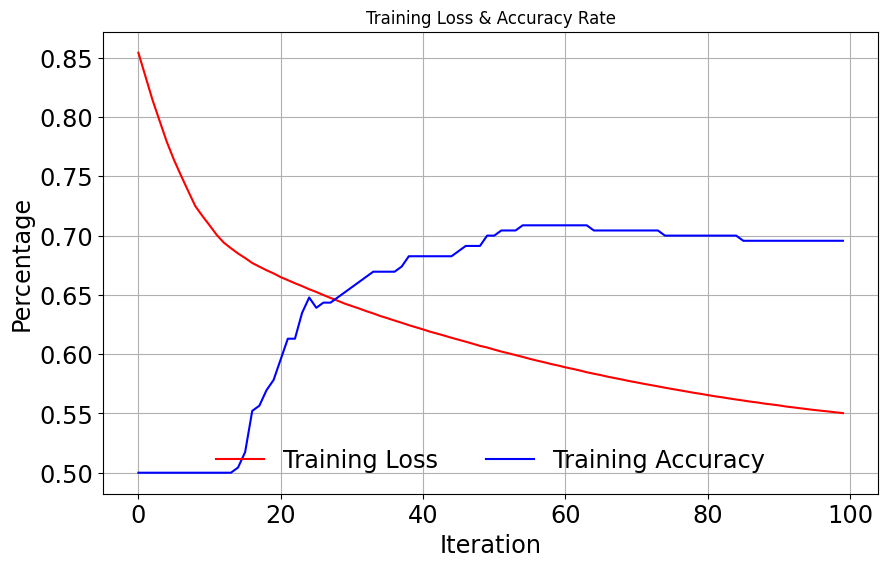 Training Loss & Accuracy Rate
0.85
0.80
0.75
0.70
0.65
0.60
0.55
0.50
Percentage
Training Loss
Training Accuracy
0 20 40 60 80 100
Iteration